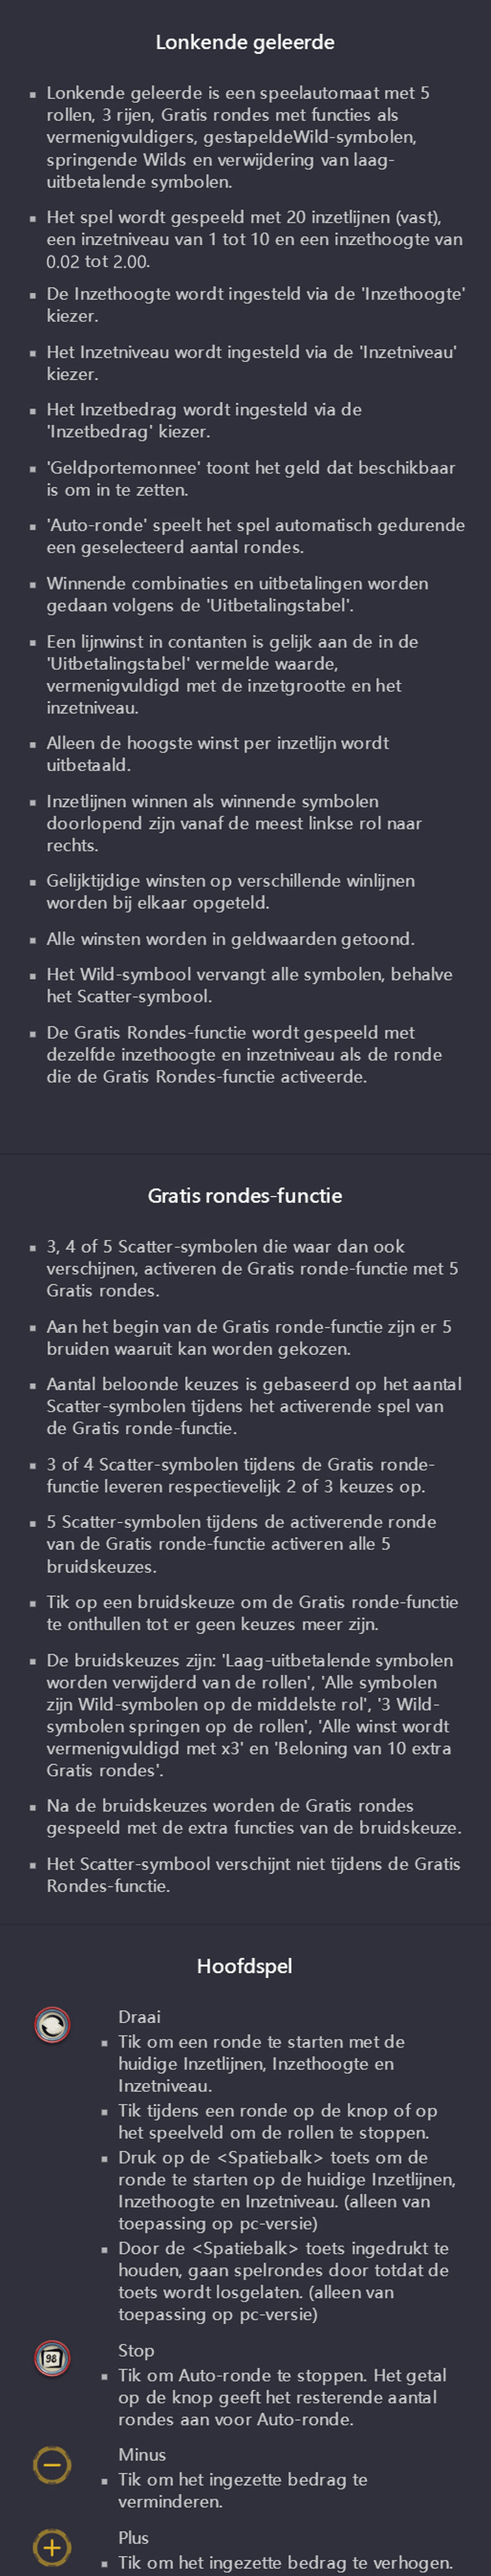 Lonkende geleerde
▪ Lonkende geleerde is een speelautomaat met 5
rollen, 3 rijen, Gratis rondes met functies als
vermenigvuldigers, gestapeldeWild-symbolen,
springende Wilds en verwijdering van laag-
uitbetalende symbolen.
▪ Het spel wordt gespeeld met 20 inzetlijnen (vast),
een inzetniveau van 1 tot 10 en een inzethoogte van
0.02 tot 2.00.
▪ De Inzethoogte wordt ingesteld via de 'Inzethoogte'
kiezer.
▪ Het Inzetniveau wordt ingesteld via de 'Inzetniveau'
kiezer.
▪ Het Inzetbedrag wordt ingesteld via de
'Inzetbedrag' kiezer.
▪ 'Geldportemonnee' toont het geld dat beschikbaar
is om in te zetten.
▪ 'Auto-ronde' speelt het spel automatisch gedurende
een geselecteerd aantal rondes.
▪ Winnende combinaties en uitbetalingen worden
gedaan volgens de 'Uitbetalingstabel'.
▪ Een lijnwinst in contanten is gelijk aan de in de
'Uitbetalingstabel' vermelde waarde,
vermenigvuldigd met de inzetgrootte en het
inzetniveau.
▪ Alleen de hoogste winst per inzetlijn wordt
uitbetaald.
▪ Inzetlijnen winnen als winnende symbolen
doorlopend zijn vanaf de meest linkse rol naar
rechts.
▪ Gelijktijdige winsten op verschillende winlijnen
worden bij elkaar opgeteld.
▪ Alle winsten worden in geldwaarden getoond.
▪ Het Wild-symbool vervangt alle symbolen, behalve
het Scatter-symbool.
▪ De Gratis Rondes-functie wordt gespeeld met
dezelfde inzethoogte en inzetniveau als de ronde
die de Gratis Rondes-functie activeerde.
Gratis rondes-functie
▪ 3, 4 of 5 Scatter-symbolen die waar dan ook
verschijnen, activeren de Gratis ronde-functie met 5
Gratis rondes.
▪ Aan het begin van de Gratis ronde-functie zijn er 5
bruiden waaruit kan worden gekozen.
▪ Aantal beloonde keuzes is gebaseerd op het aantal
Scatter-symbolen tijdens het activerende spel van
de Gratis ronde-functie.
▪ 3 of 4 Scatter-symbolen tijdens de Gratis ronde-
functie leveren respectievelijk 2 of 3 keuzes op.
▪ 5 Scatter-symbolen tijdens de activerende ronde
van de Gratis ronde-functie activeren alle 5
bruidskeuzes.
▪ Tik op een bruidskeuze om de Gratis ronde-functie
te onthullen tot er geen keuzes meer zijn.
▪ De bruidskeuzes zijn: 'Laag-uitbetalende symbolen
worden verwijderd van de rollen', 'Alle symbolen
zijn Wild-symbolen op de middelste rol', '3 Wild-
symbolen springen op de rollen', 'Alle winst wordt
vermenigvuldigd met x3' en 'Beloning van 10 extra
Gratis rondes'.
▪ Na de bruidskeuzes worden de Gratis rondes
gespeeld met de extra functies van de bruidskeuze.
▪ Het Scatter-symbool verschijnt niet tijdens de Gratis
Rondes-functie.
Hoofdspel
Draai
▪ Tik om een ronde te starten met de
huidige Inzetlijnen, Inzethoogte en
Inzetniveau.
▪ Tik tijdens een ronde op de knop of op
het speelveld om de rollen te stoppen.
▪ Druk op de <Spatiebalk> toets om de
ronde te starten op de huidige Inzetlijnen,
Inzethoogte en Inzetniveau. (alleen van
toepassing op pc-versie)
▪ Door de <Spatiebalk> toets ingedrukt te
houden, gaan spelrondes door totdat de
toets wordt losgelaten. (alleen van
toepassing op pc-versie)
98
Stop
▪ Tik om Auto-ronde te stoppen. Het getal
op de knop geeft het resterende aantal
rondes aan voor Auto-ronde.
Minus
▪ Tik om het ingezette bedrag te
verminderen.
Plus
▪ Tik om het ingezette bedrag te verhogen.